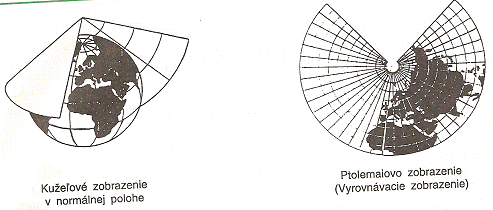 Kužeľové zobrazenie
v normálnej polohe
Ptolemaiovo zobrazenie
(Vyrovnávacie zobrazenie)